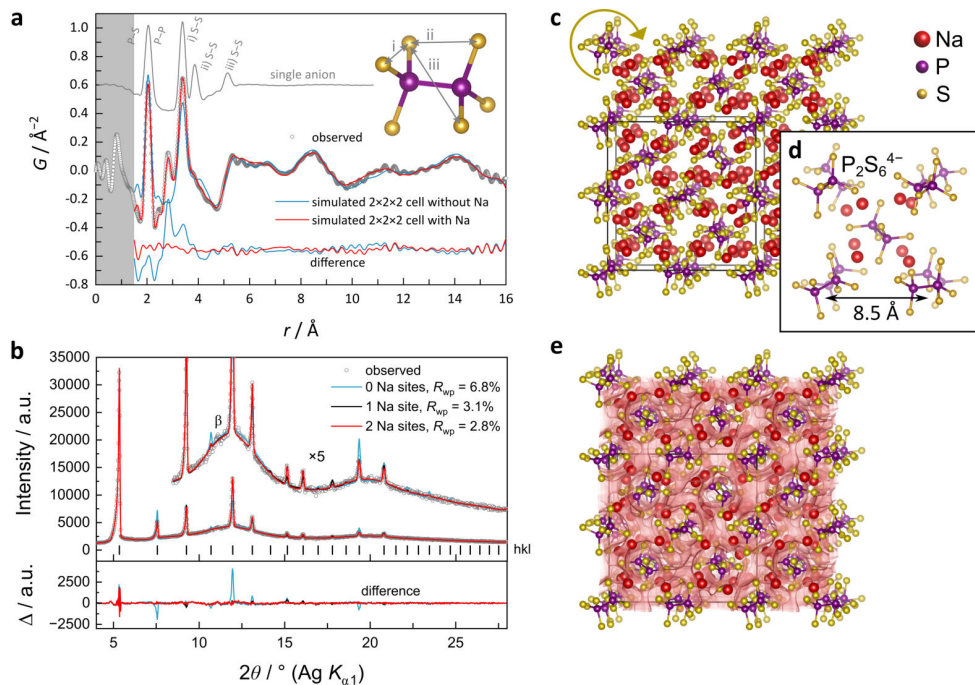 a
P–S
P–P
i) S–S
ii) S–S
iii) S–S
single anion
i
ii
iii
observed
simulated 2×2×2 cell without Na
simulated 2×2×2 cell with Na
difference
G / Å⁻²
1.0
0.8
0.6
0.4
0.2
0.0
-0.2
-0.4
-0.6
-0.8
0 2 4 6 8 10 12 14 16
r / Å
b
observed
0 Na sites, Rwp = 6.8%
1 Na site, Rwp = 3.1%
2 Na sites, Rwp = 2.8%
β
×5
hkl
Intensity / a.u.
35000
30000
25000
20000
15000
10000
5000
0
difference
Δ / a.u.
2500
0
−2500
5 10 15 20 25
2θ / ° (Ag Kα1)
c
Na
P
S
d
P₂S₆⁴⁻
8.5 Å
e